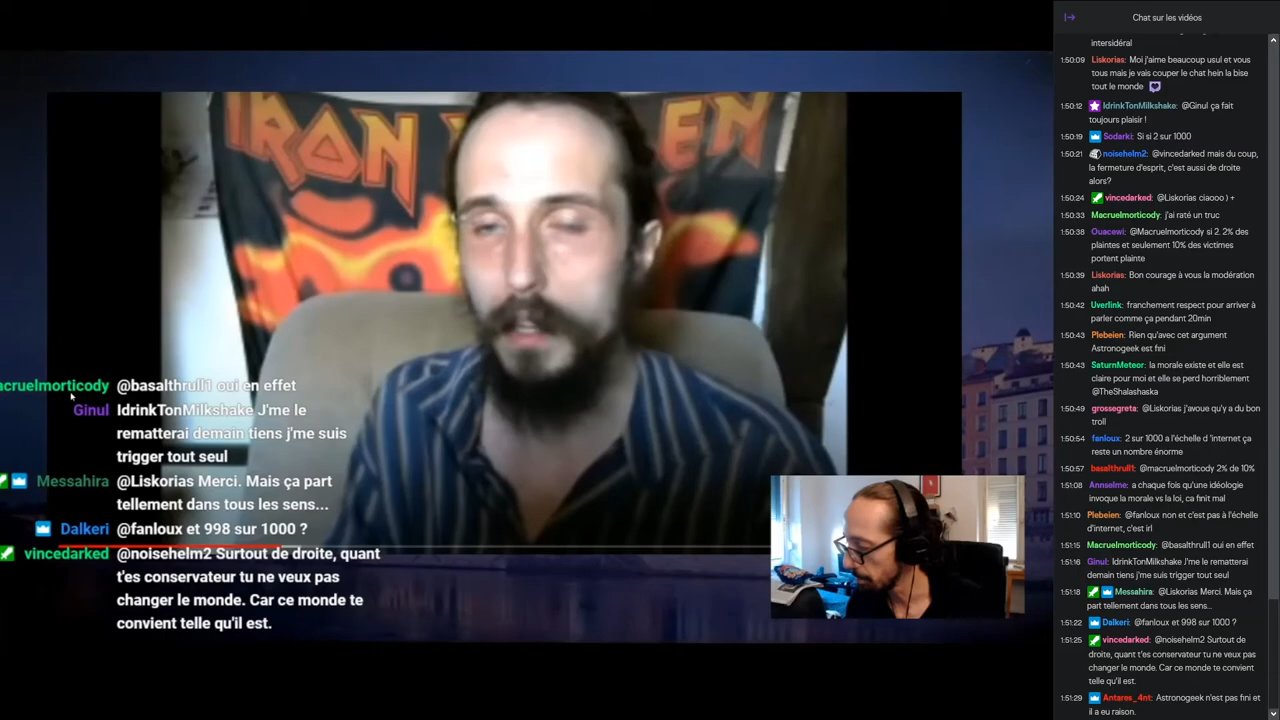 IRON MAIDEN
acruelmorticody @basalthrull1 oui en effet
Ginul IdrinkTonMilkshake J'me le
rematterai demain tiens j'me suis
trigger tout seul
Messahira @Liskorias Merci. Mais ça part
tellement dans tous les sens...
Dalkeri @fanloux et 998 sur 1000 ?
vincedarked @noisehelm2 Surtout de droite, quant
t'es conservateur tu ne veux pas
changer le monde. Car ce monde te
convient telle qu'il est.
Chat sur les vidéos
intersidéral
1:50:09 Liskorias: Moi j'aime beaucoup usul et vous
tous mais je vais couper le chat hein la bise
tout le monde
1:50:12 IdrinkTonMilkshake: @Ginul ça fait
toujours plaisir !
1:50:19 Sodarki: Si si 2 sur 1000
1:50:21 noisehelm2: @vincedarked mais du coup,
la fermeture d'esprit, c'est aussi de droite
alors?
1:50:24 vincedarked: @Liskorias ciaooo ) +
1:50:33 Macruelmorticody: j'ai raté un truc
1:50:38 Ouacewi: @Macruelmorticody si 2. 2% des
plaintes et seulement 10% des victimes
portent plainte
1:50:39 Liskorias: Bon courage à vous la modération
ahah
1:50:42 Uverlink: franchement respect pour arriver à
parler comme ça pendant 20min
1:50:43 Plebeien: Rien qu'avec cet argument
Astronogeek est fini
1:50:43 SaturnMeteor: la morale existe et elle est
claire pour moi et elle se perd horriblement
@TheShalashaska
1:50:49 grossegreta: @Liskorias j'avoue qu'y a du bon
troll
1:50:54 fanloux: 2 sur 1000 a l'échelle d 'internet ça
reste un nombre énorme
1:50:57 basalthrull1: @macruelmorticody 2% de 10%
1:51:08 Annselme: a chaque fois qu'une idéologie
invoque la morale vs la loi, ca finit mal
1:51:10 Plebeien: @fanloux non et c'est pas à l'échelle
d'internet, c'est irl
1:51:15 Macruelmorticody: @basalthrull1 oui en effet
1:51:16 Ginul: IdrinkTonMilkshake J'me le rematterai
demain tiens j'me suis trigger tout seul
1:51:18 Messahira: @Liskorias Merci. Mais ça
part tellement dans tous les sens...
1:51:22 Dalkeri: @fanloux et 998 sur 1000 ?
1:51:25 vincedarked: @noisehelm2 Surtout de
droite, quant t'es conservateur tu ne veux pas
changer le monde. Car ce monde te convient
telle qu'il est.
1:51:29 Antares_4nt: Astronogeek n'est pas fini et
il a eu raison.